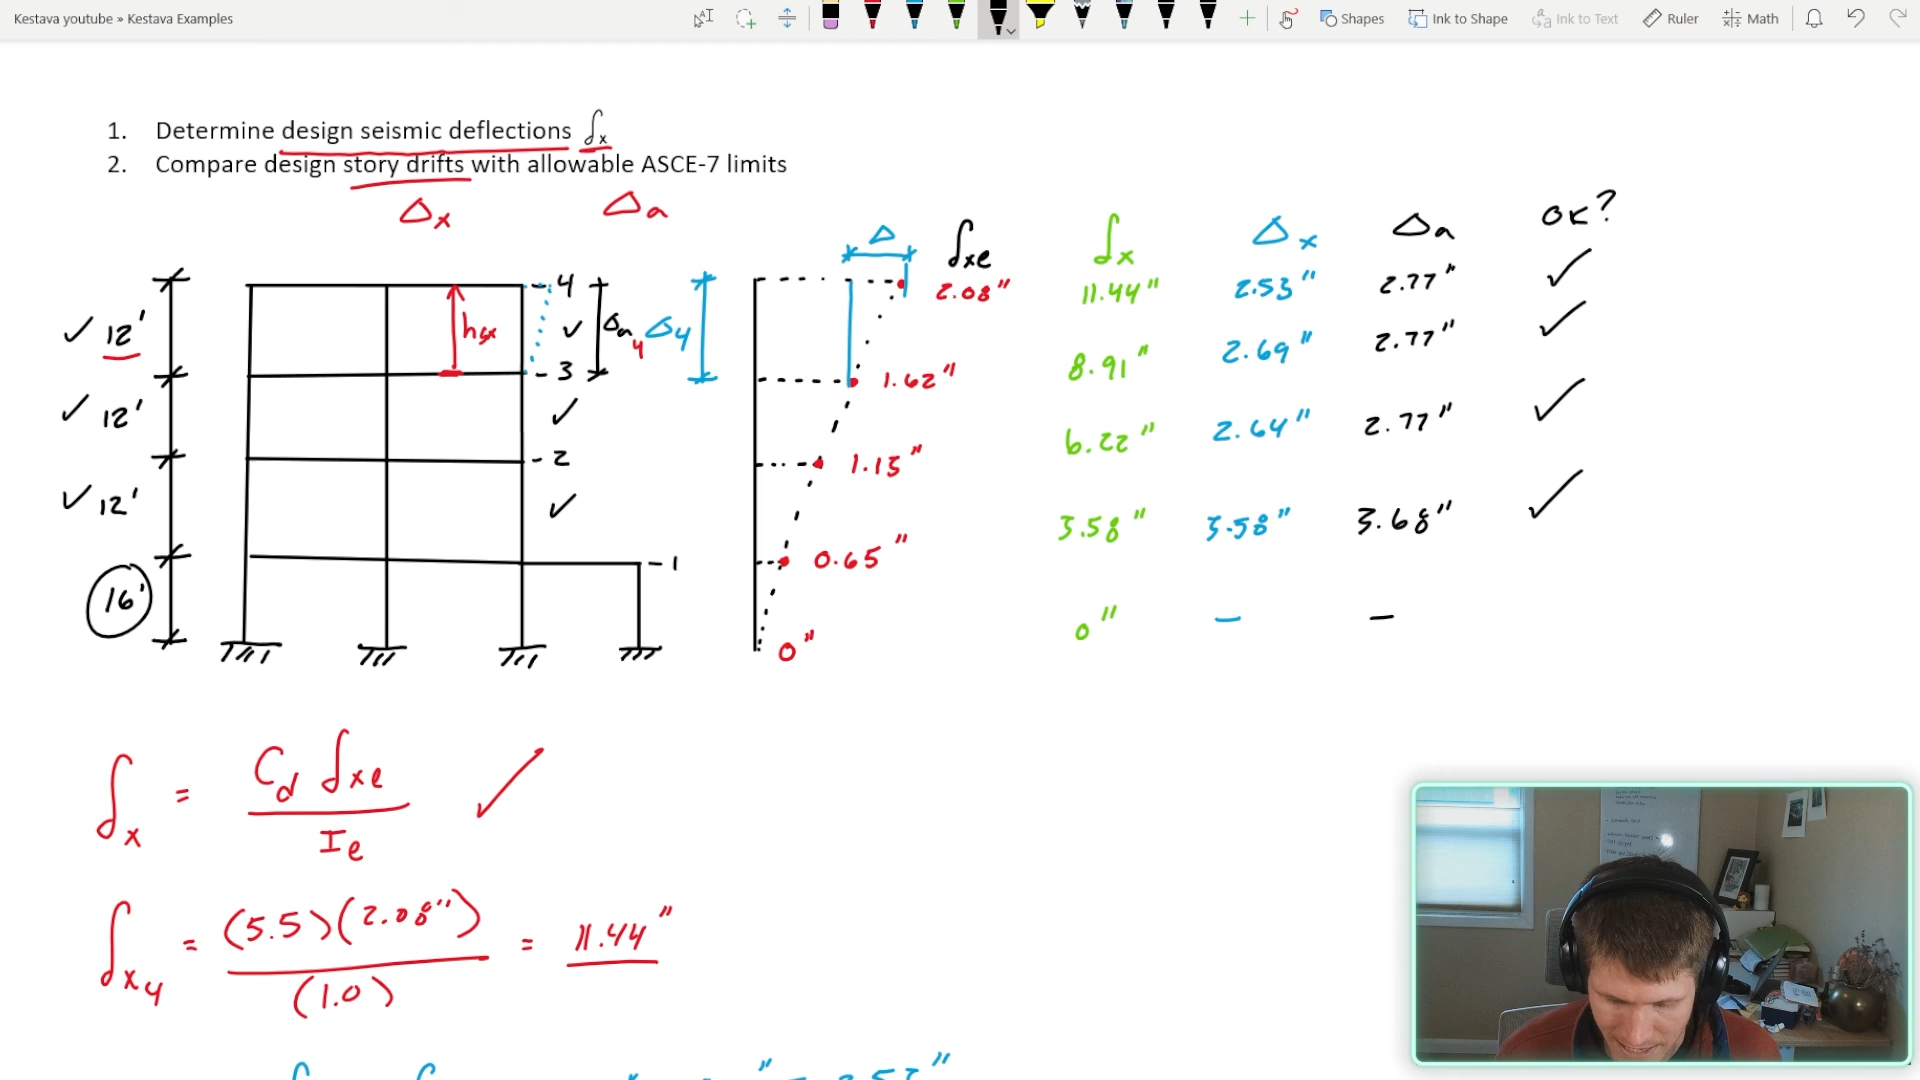 Kestava youtube » Kestava Examples
Shapes Ink to Shape Ink to Text Ruler Math
1. Determine design seismic deflections δx
2. Compare design story drifts with allowable ASCE-7 limits
Δx Δa
Δ δxe δx Δx Δa OK?
4 2.08" 11.44" 2.53" 2.77" ✓
✓ 12' hsx ✓ Δa4 Δ4
3 1.62" 8.91" 2.69" 2.77" ✓
✓ 12' ✓
2 1.15" 6.22" 2.64" 2.77" ✓
✓ 12' ✓
1 0.65" 3.58" 3.58" 3.68" ✓
16'
0" 0" – –
δx = Cd δxe / Ie ✓
δx4 = (5.5)(2.08") / (1.0) = 11.44"